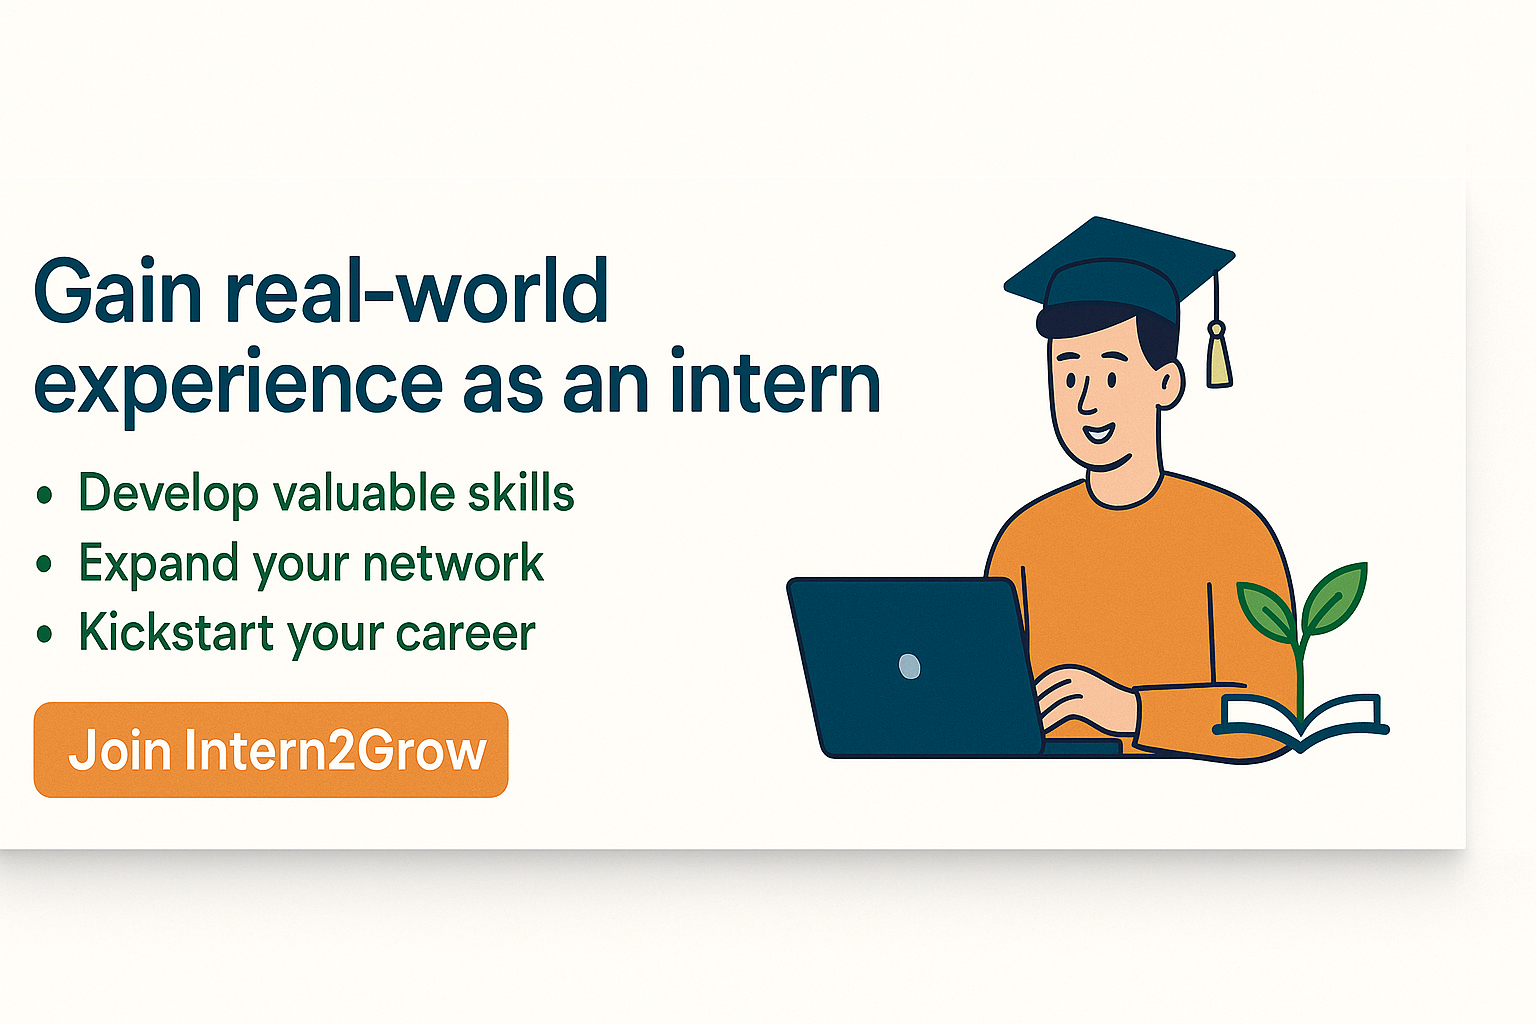 Gain real-world
experience as an intern
• Develop valuable skills
• Expand your network
• Kickstart your career
Join Intern2Grow